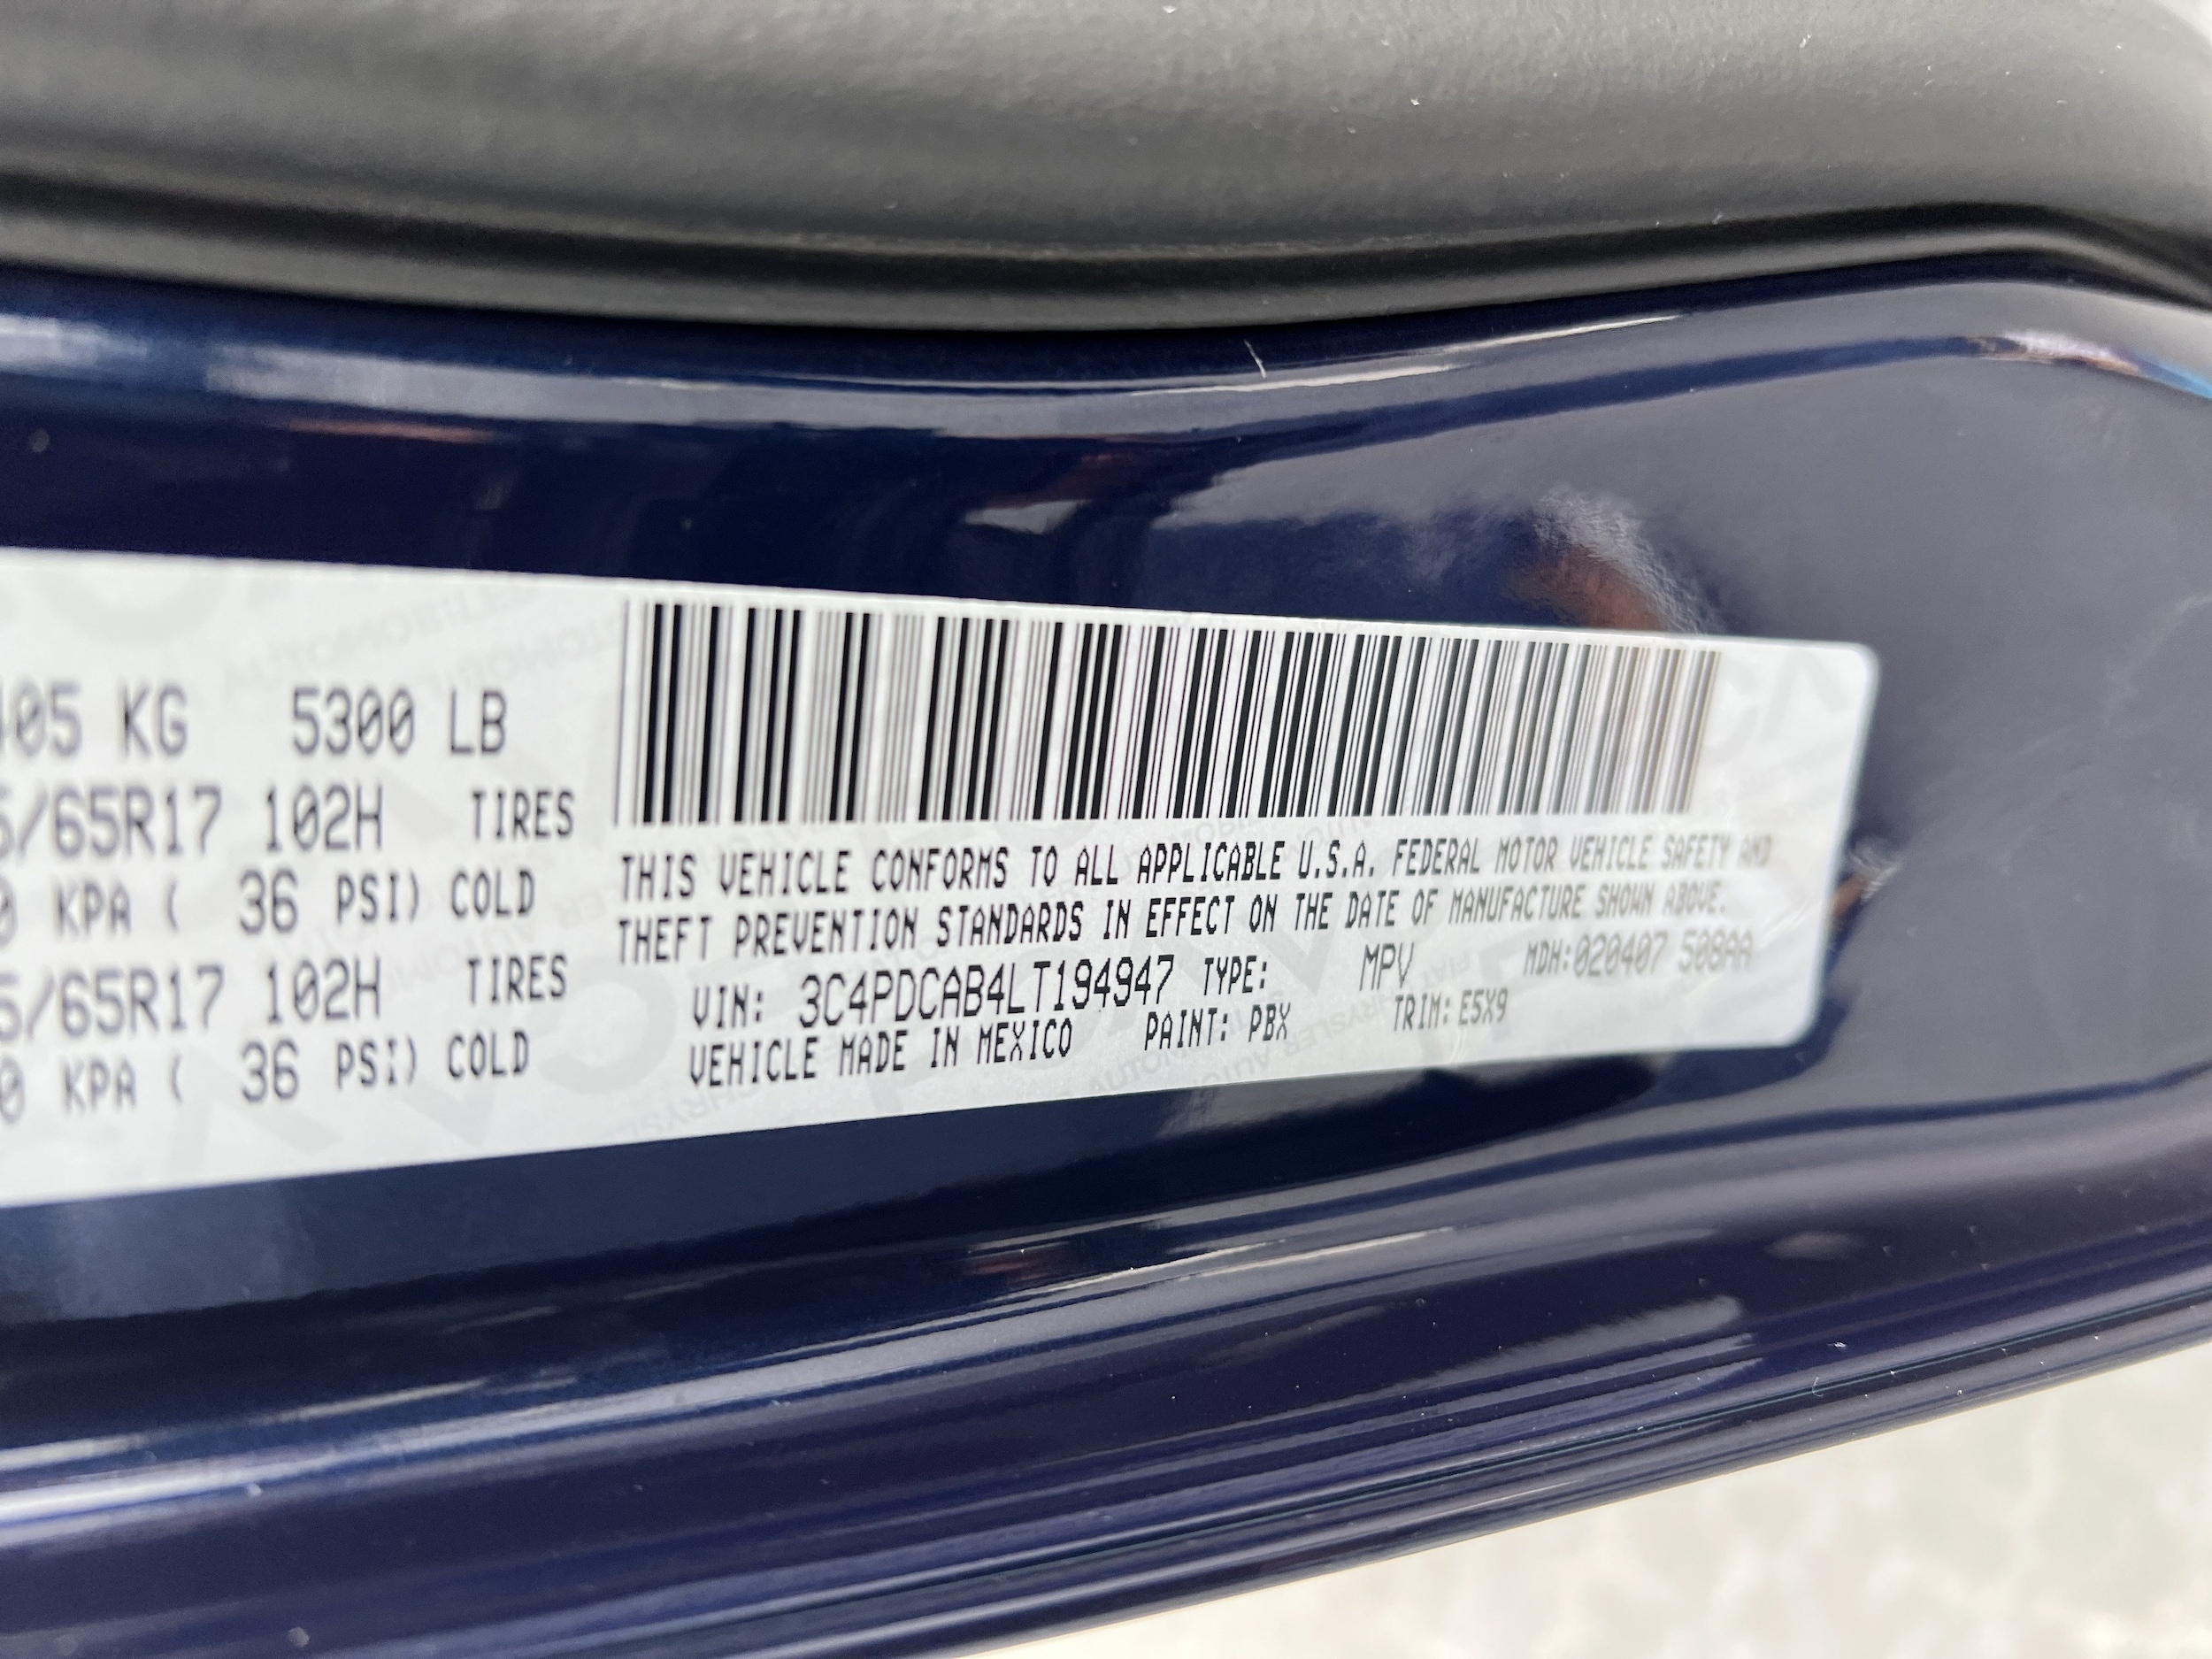 405 KG 5300 LB
5/65R17 102H TIRES
0 KPA ( 36 PSI) COLD
5/65R17 102H TIRES
0 KPA ( 36 PSI) COLD
THIS VEHICLE CONFORMS TO ALL APPLICABLE U.S.A. FEDERAL MOTOR VEHICLE SAFETY AND
THEFT PREVENTION STANDARDS IN EFFECT ON THE DATE OF MANUFACTURE SHOWN ABOVE.
VIN: 3C4PDCAB4LT194947 TYPE: MPV MDH:020407 508AA
VEHICLE MADE IN MEXICO PAINT: PBX TRIM: E5X9